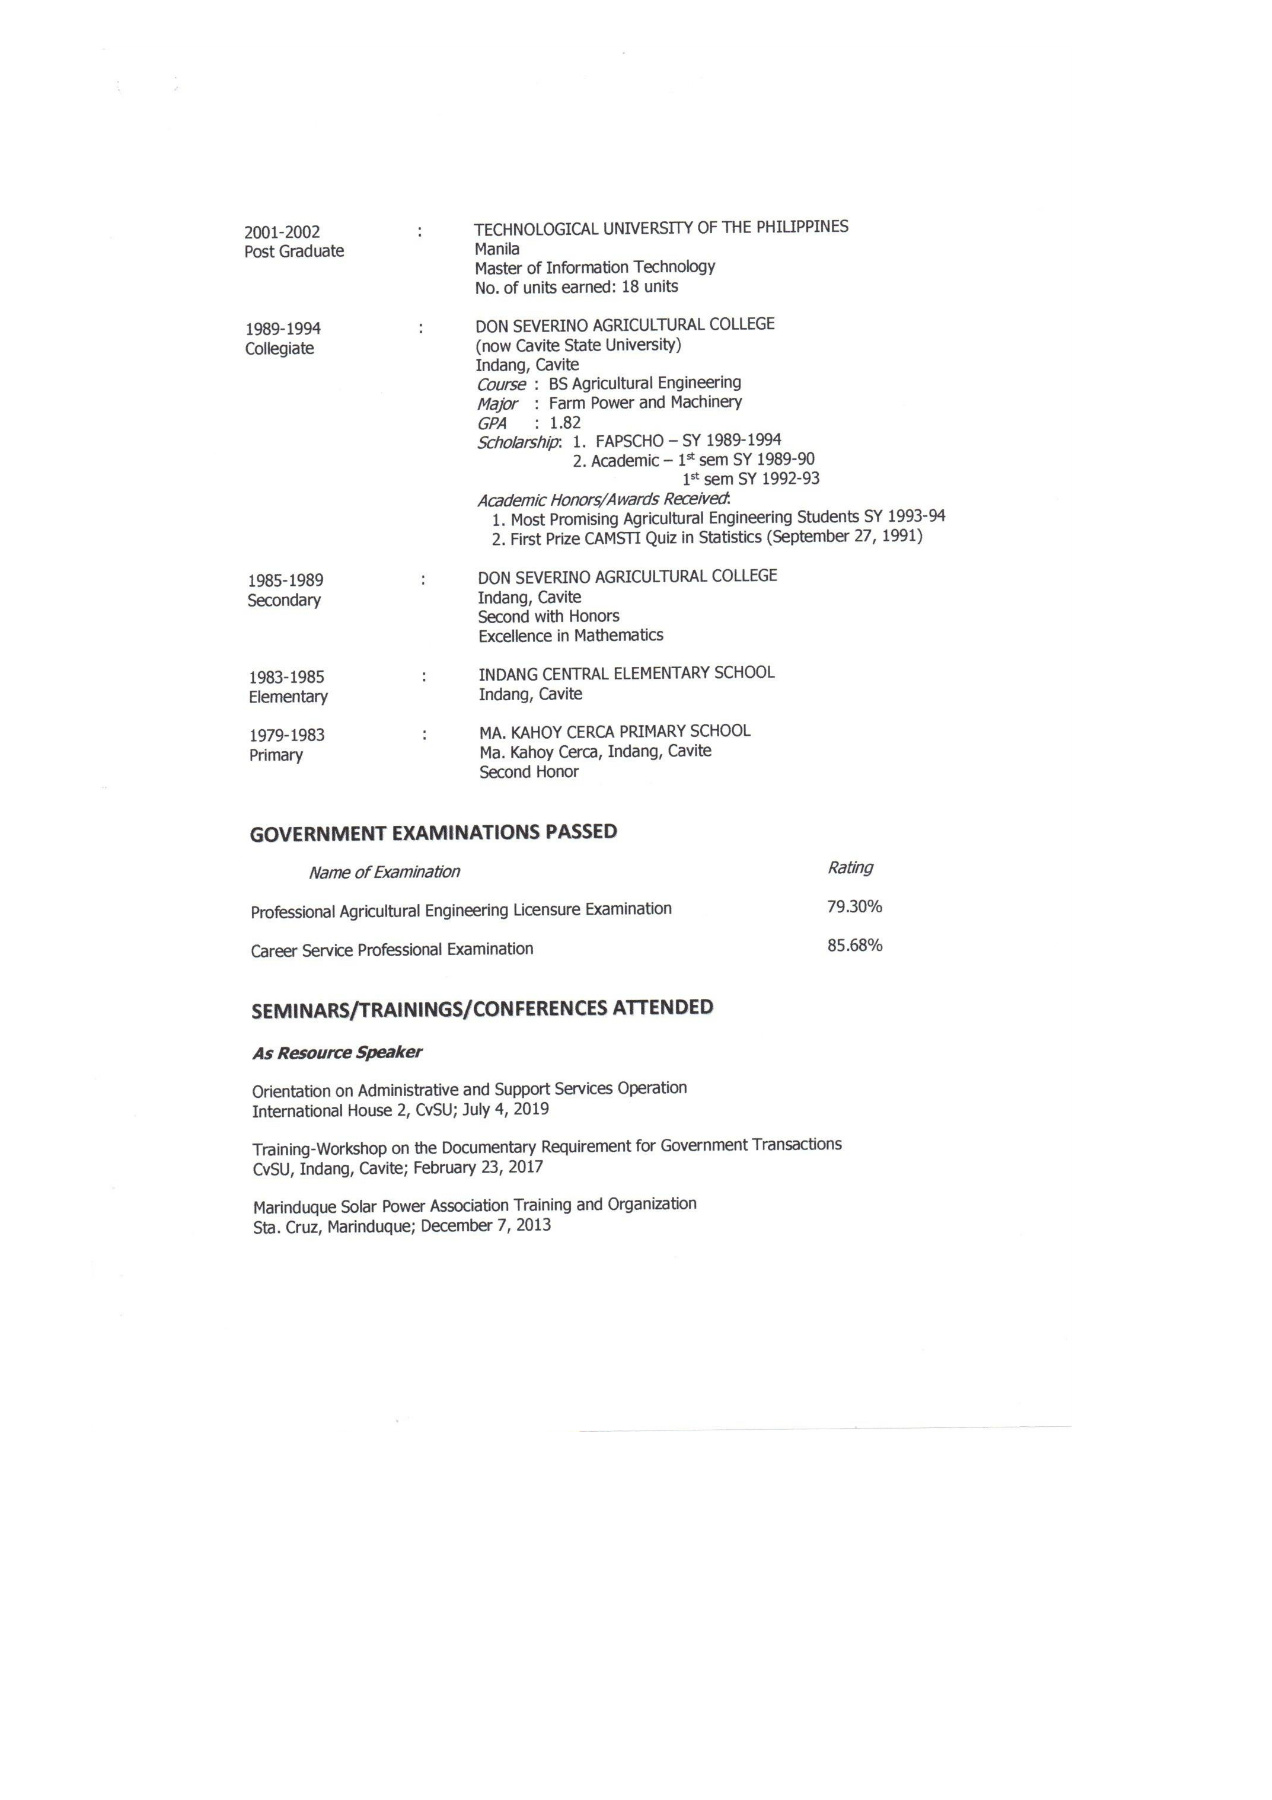 2001-2002 : TECHNOLOGICAL UNIVERSITY OF THE PHILIPPINES
Post Graduate Manila
Master of Information Technology
No. of units earned: 18 units
1989-1994 : DON SEVERINO AGRICULTURAL COLLEGE
Collegiate (now Cavite State University)
Indang, Cavite
Course : BS Agricultural Engineering
Major : Farm Power and Machinery
GPA : 1.82
Scholarship: 1. FAPSCHO – SY 1989-1994
2. Academic – 1st sem SY 1989-90
1st sem SY 1992-93
Academic Honors/Awards Received:
1. Most Promising Agricultural Engineering Students SY 1993-94
2. First Prize CAMSTI Quiz in Statistics (September 27, 1991)
1985-1989 : DON SEVERINO AGRICULTURAL COLLEGE
Secondary Indang, Cavite
Second with Honors
Excellence in Mathematics
1983-1985 : INDANG CENTRAL ELEMENTARY SCHOOL
Elementary Indang, Cavite
1979-1983 : MA. KAHOY CERCA PRIMARY SCHOOL
Primary Ma. Kahoy Cerca, Indang, Cavite
Second Honor
GOVERNMENT EXAMINATIONS PASSED
Name of Examination Rating
Professional Agricultural Engineering Licensure Examination 79.30%
Career Service Professional Examination 85.68%
SEMINARS/TRAININGS/CONFERENCES ATTENDED
As Resource Speaker
Orientation on Administrative and Support Services Operation
International House 2, CvSU; July 4, 2019
Training-Workshop on the Documentary Requirement for Government Transactions
CvSU, Indang, Cavite; February 23, 2017
Marinduque Solar Power Association Training and Organization
Sta. Cruz, Marinduque; December 7, 2013